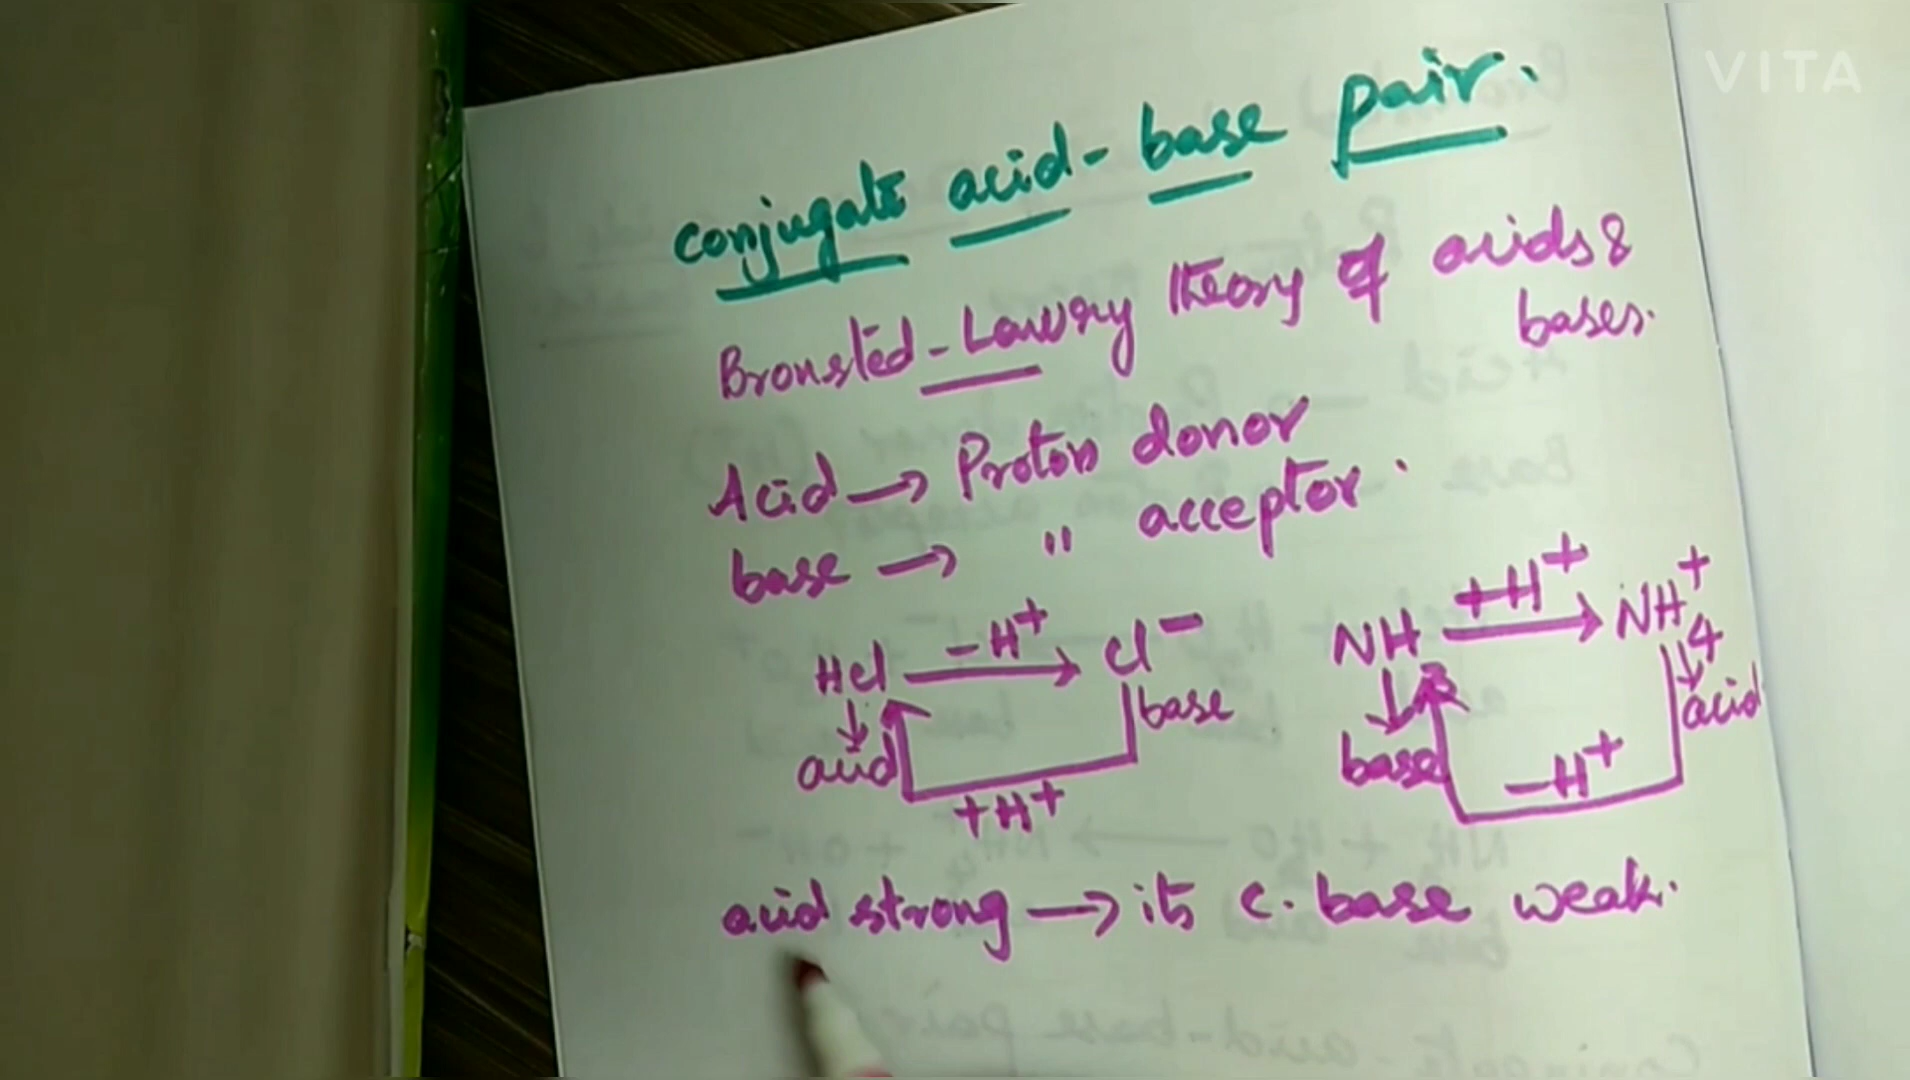 VITA
conjugate acid-base pair.
Bronsted-Lowry theory of acids &
bases.
Acid → Proton donor
base → " acceptor.
HCl -H+ → Cl-
acid base
+H+
NH3 +H+ → NH4+
base acid
-H+
acid strong → its c. base weak.